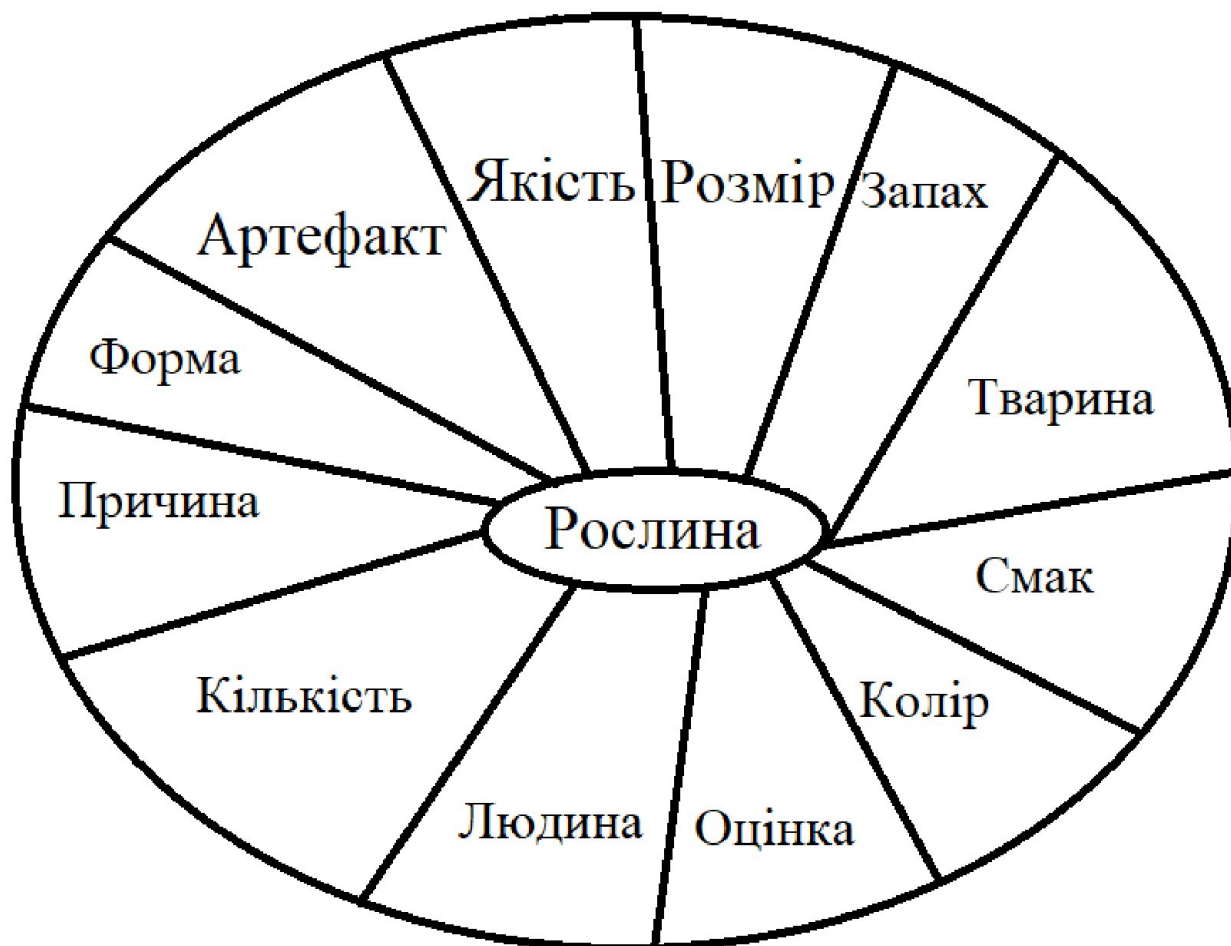 Якість
Розмір
Запах
Артефакт
Форма
Тварина
Причина
Рослина
Смак
Кількість
Колір
Людина
Оцінка